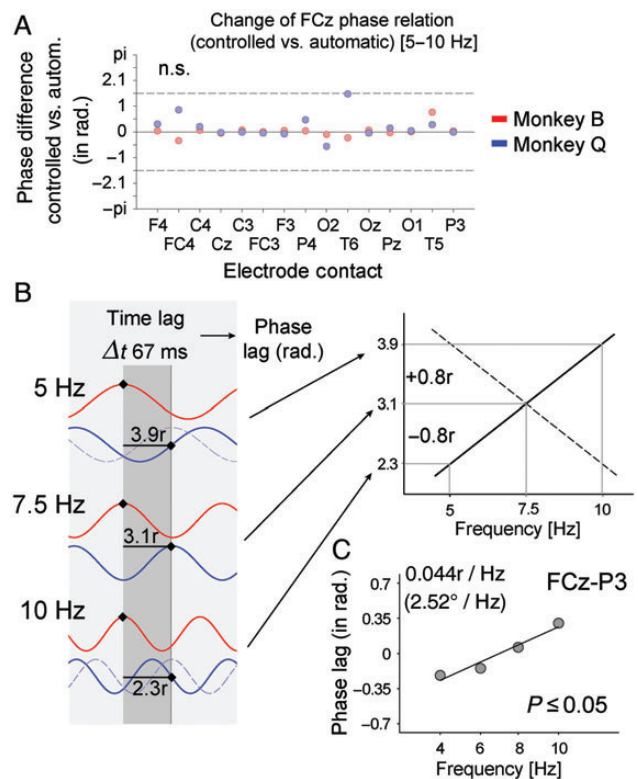 A
Change of FCz phase relation
(controlled vs. automatic) [5–10 Hz]
Phase difference
controlled vs. autom.
(in rad.)
pi
2.1
1
0
−1
−2.1
−pi
n.s.
Monkey B
Monkey Q
F4 C4 C3 F3 O2 Oz O1 P3
FC4 Cz FC3 P4 T6 Pz T5
Electrode contact
B
Time lag
Δt 67 ms
Phase
lag (rad.)
5 Hz
3.9r
7.5 Hz
3.1r
10 Hz
2.3r
3.9
3.1
2.3
+0.8r
−0.8r
5 7.5 10
Frequency [Hz]
C
0.044r / Hz
(2.52° / Hz)
FCz-P3
Phase lag (in rad.)
0.7
0.35
0
-0.35
-0.7
P ≤ 0.05
4 6 8 10
Frequency [Hz]